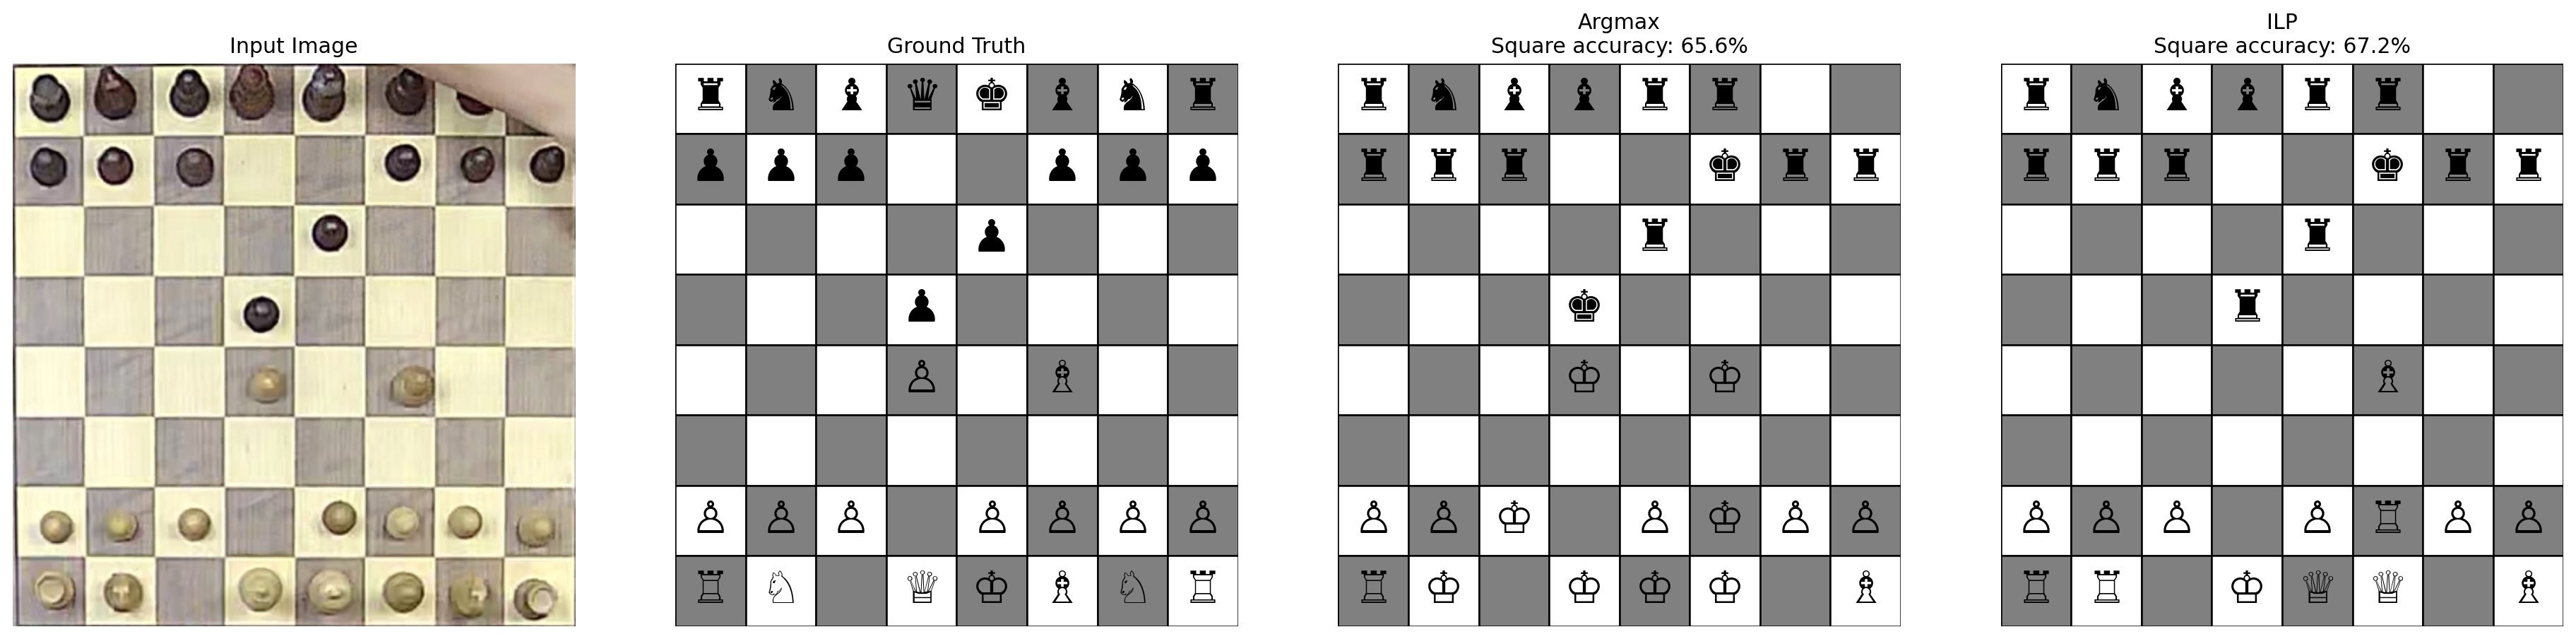 Input Image
Ground Truth
Argmax
Square accuracy: 65.6%
ILP
Square accuracy: 67.2%